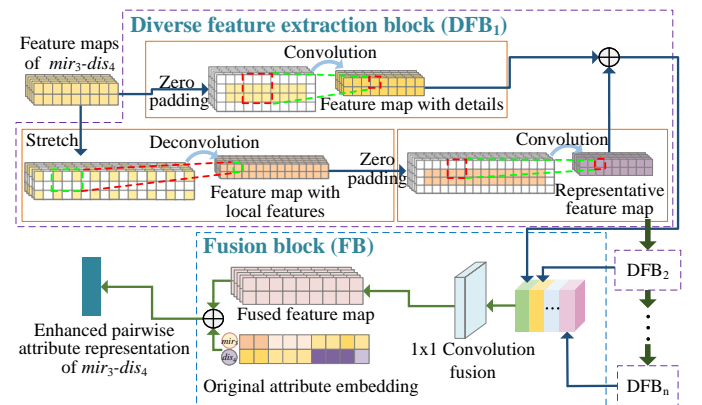 Diverse feature extraction block (DFB1)
Feature maps
of mir3-dis4
Convolution
Zero
padding
Feature map with details
Stretch
Deconvolution
Feature map with
local features
Zero
padding
Convolution
Representative
feature map
Fusion block (FB)
DFB2
Fused feature map
...
mir3
dis4
Enhanced pairwise
attribute representation
of mir3-dis4
1x1 Convolution
fusion
Original attribute embedding
DFBn